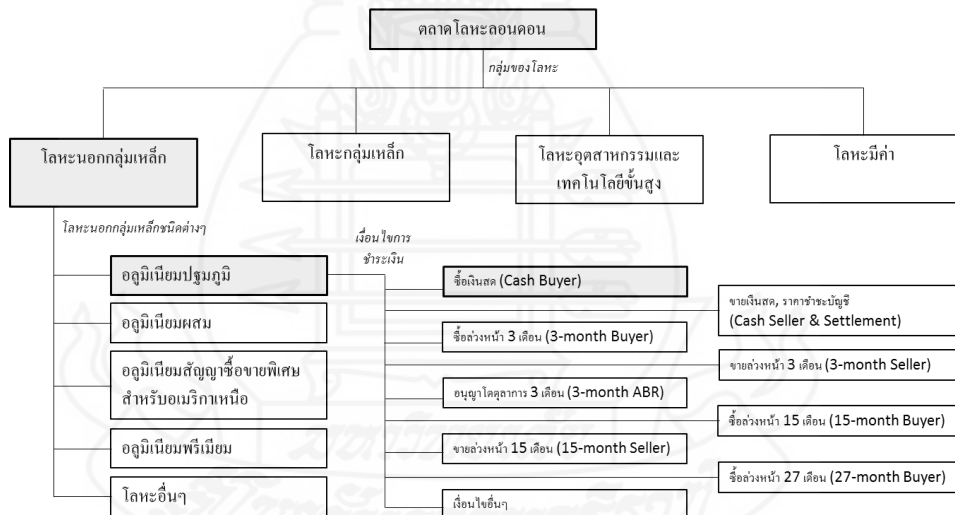 ตลาดโลหะลอนดอน
กลุ่มของโลหะ
โลหะนอกกลุ่มเหล็ก
โลหะกลุ่มเหล็ก
โลหะอุตสาหกรรมและ
เทคโนโลยีขั้นสูง
โลหะมีค่า
โลหะนอกกลุ่มเหล็กชนิดต่างๆ
อลูมิเนียมปฐมภูมิ
อลูมิเนียมผสม
อลูมิเนียมสัญญาซื้อขายพิเศษ
สำหรับอเมริกาเหนือ
อลูมิเนียมพรีเมียม
โลหะอื่นๆ
เงื่อนไขการ
ชำระเงิน
ซื้อเงินสด (Cash Buyer)
ขายเงินสด, ราคาชำระบัญชี
(Cash Seller & Settlement)
ซื้อล่วงหน้า 3 เดือน (3-month Buyer)
ขายล่วงหน้า 3 เดือน (3-month Seller)
อนุญาโตตุลาการ 3 เดือน (3-month ABR)
ซื้อล่วงหน้า 15 เดือน (15-month Buyer)
ขายล่วงหน้า 15 เดือน (15-month Seller)
ซื้อล่วงหน้า 27 เดือน (27-month Buyer)
เงื่อนไขอื่นๆ